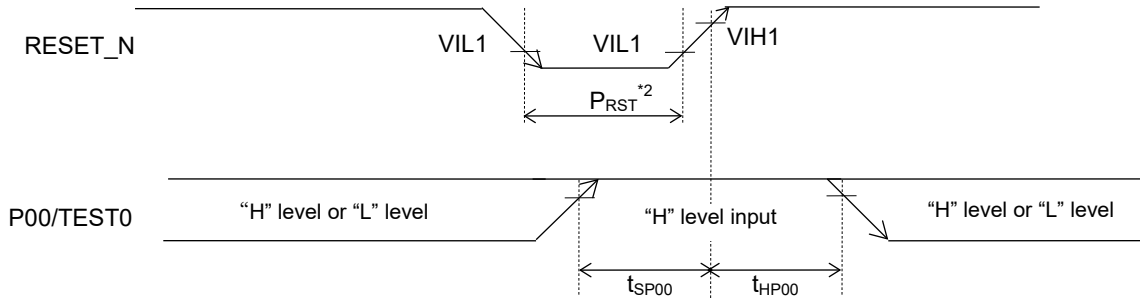 RESET_N
VIL1
VIL1
VIH1
PRST*2
P00/TEST0
“H” level or “L” level
“H” level input
“H” level or “L” level
tSP00
tHP00